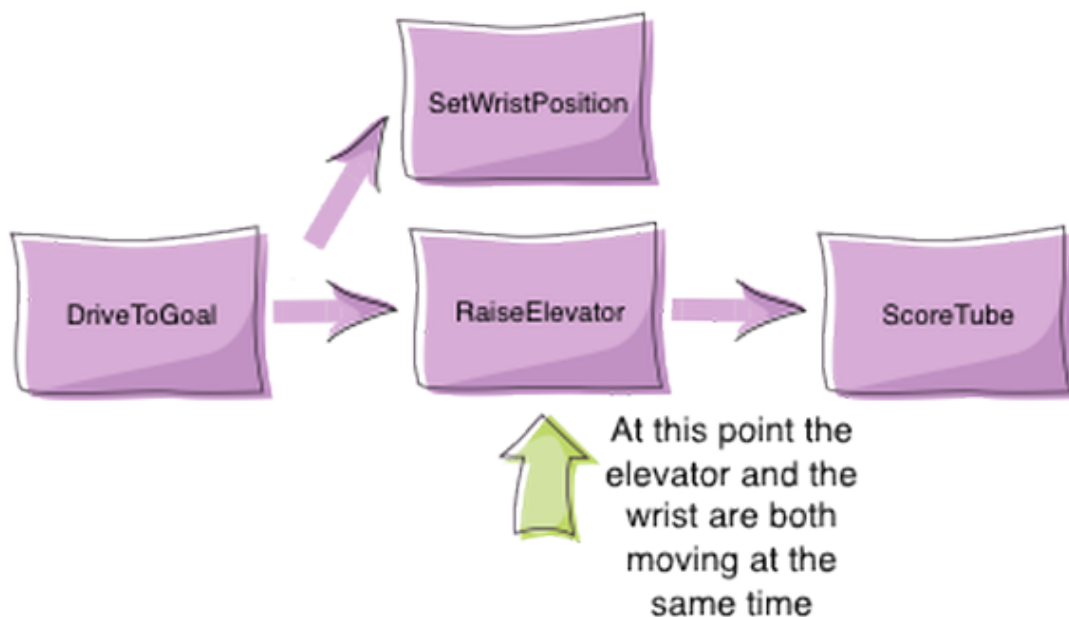 SetWristPosition
DriveToGoal
RaiseElevator
ScoreTube
At this point the
elevator and the
wrist are both
moving at the
same time